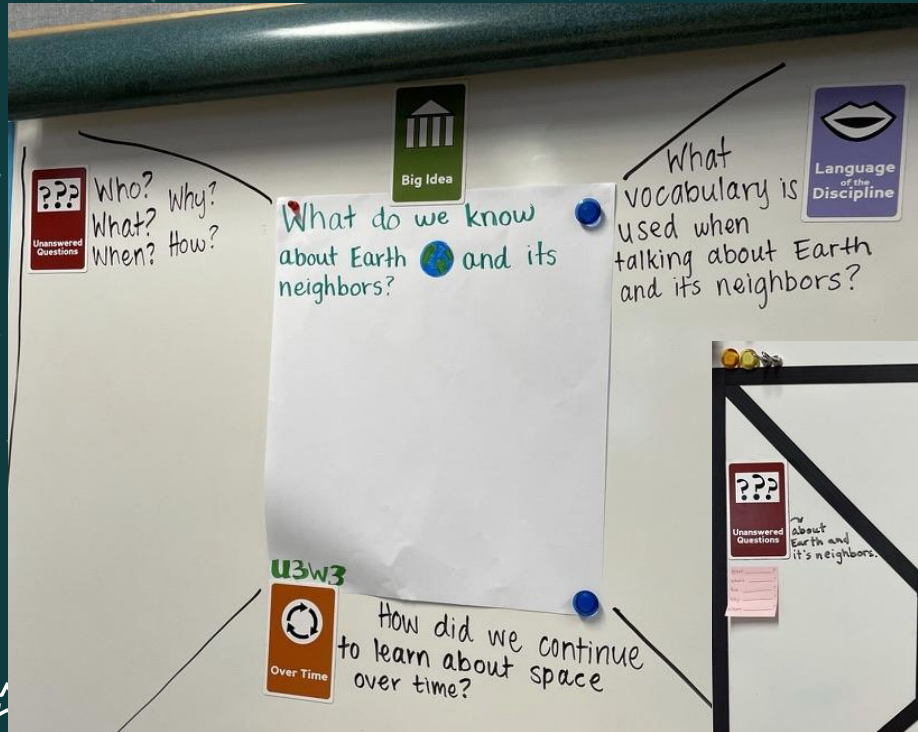 Big Idea
???
Unanswered
Questions
Who? Why?
What?
When? How?
What do we know
about Earth and its
neighbors?
Language
of the
Discipline
What
vocabulary is
used when
talking about Earth
and its neighbors?
U3W3
Over Time
How did we continue
to learn about space
over time?
???
Unanswered
Questions
about
Earth and
it's neighbors.